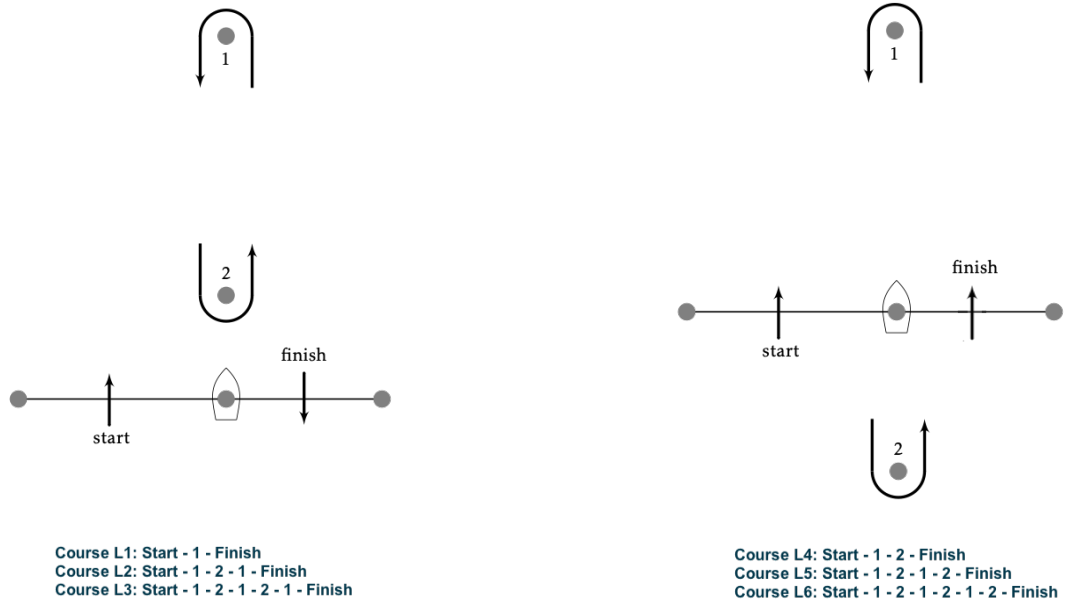 1
2
finish
start
Course L1: Start - 1 - Finish
Course L2: Start - 1 - 2 - 1 - Finish
Course L3: Start - 1 - 2 - 1 - 2 - 1 - Finish
1
finish
start
2
Course L4: Start - 1 - 2 - Finish
Course L5: Start - 1 - 2 - 1 - 2 - Finish
Course L6: Start - 1 - 2 - 1 - 2 - 1 - 2 - Finish